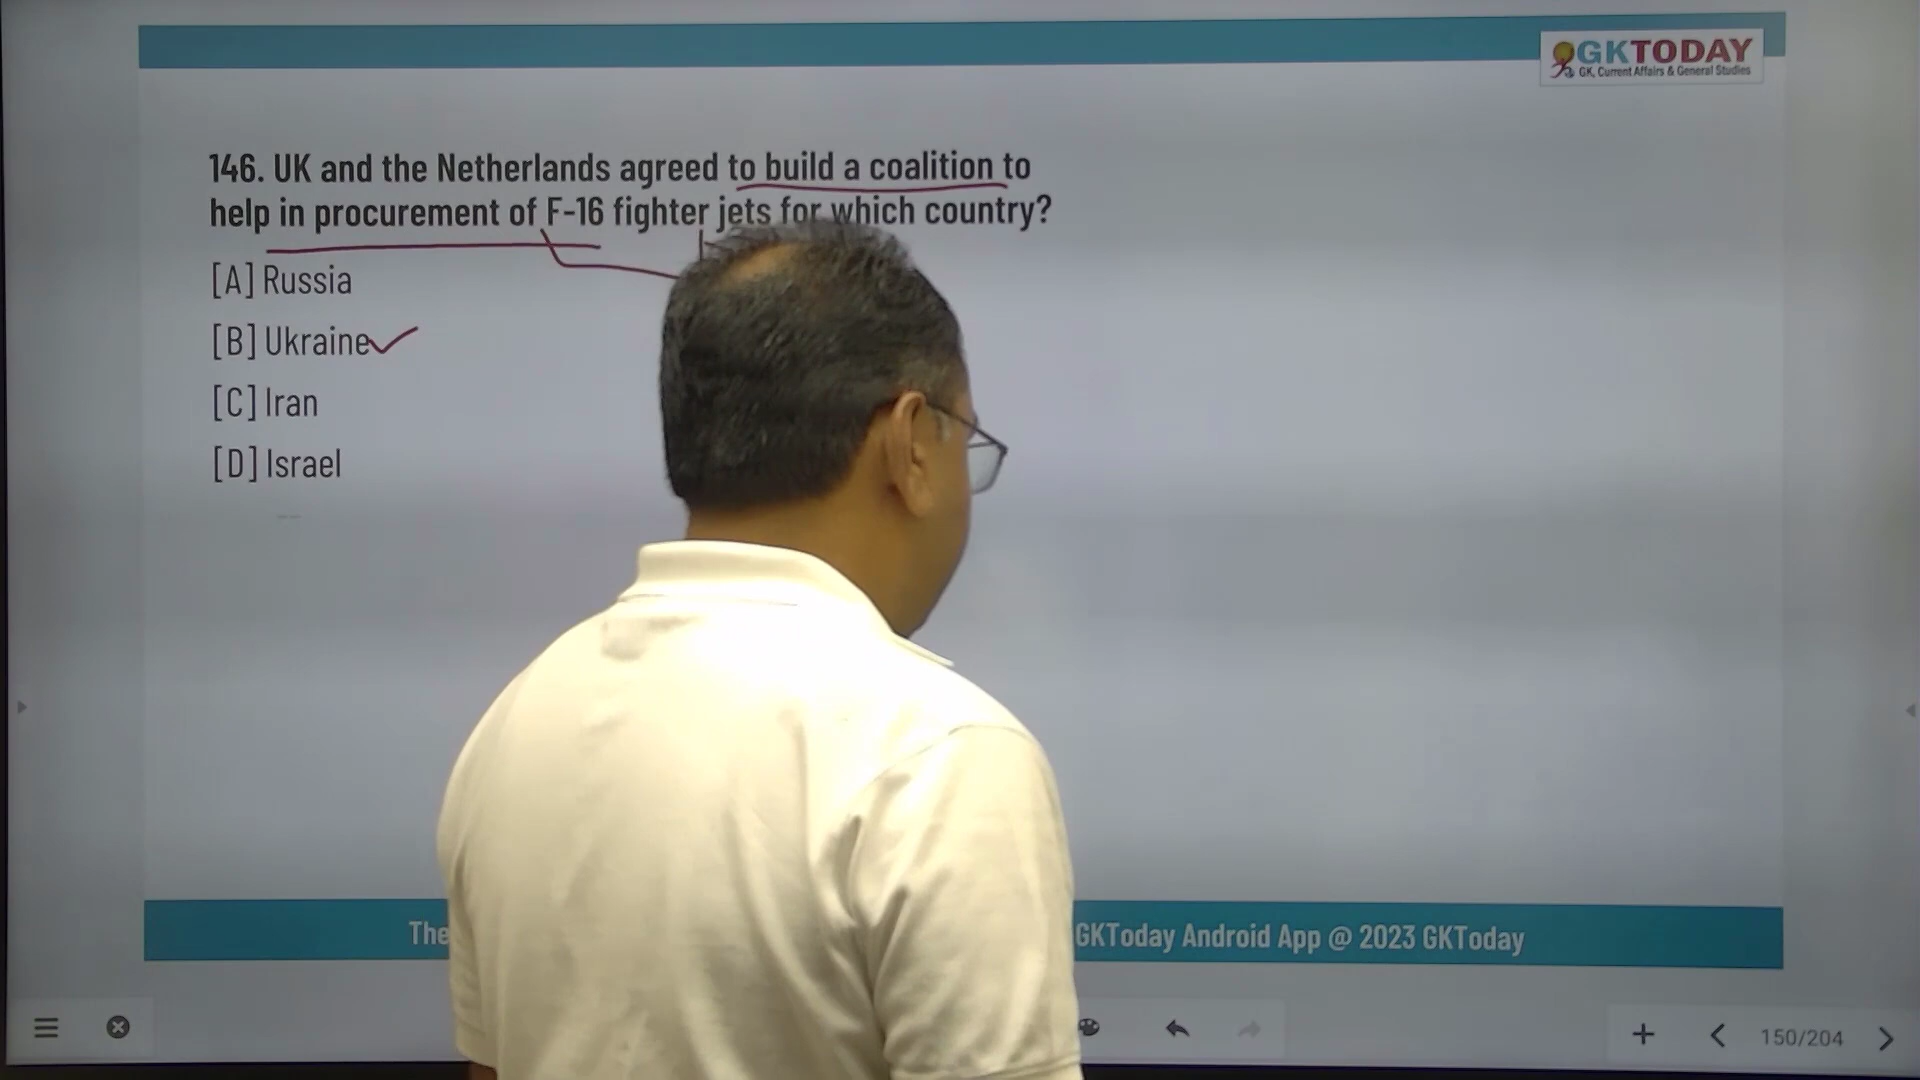 GKTODAY
GK, Current Affairs & General Studies
146. UK and the Netherlands agreed to build a coalition to
help in procurement of F-16 fighter jets for which country?
[A] Russia
[B] Ukraine
[C] Iran
[D] Israel
The
GKToday Android App @ 2023 GKToday
150/204